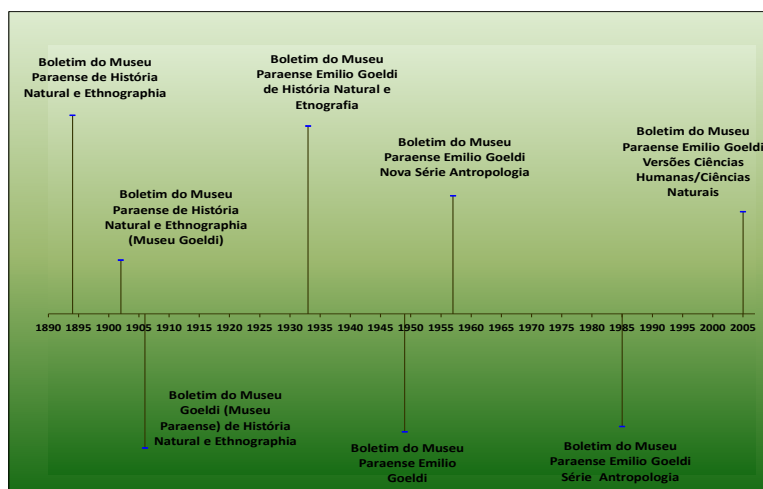 Boletim do Museu
Paraense de História
Natural e Ethnographia
Boletim do Museu
Paraense Emilio Goeldi
de História Natural e
Etnografia
Boletim do Museu
Paraense Emilio Goeldi
Nova Série Antropologia
Boletim do Museu
Paraense Emilio Goeldi
Versões Ciências
Humanas/Ciências
Naturais
Boletim do Museu
Paraense de História
Natural e Ethnographia
(Museu Goeldi)
1890 1895 1900 1905 1910 1915 1920 1925 1930 1935 1940 1945 1950 1955 1960 1965 1970 1975 1980 1985 1990 1995 2000 2005
Boletim do Museu
Goeldi (Museu
Paraense) de História
Natural e Ethnographia
Boletim do Museu
Paraense Emilio
Goeldi
Boletim do Museu
Paraense Emilio Goeldi
Série Antropologia